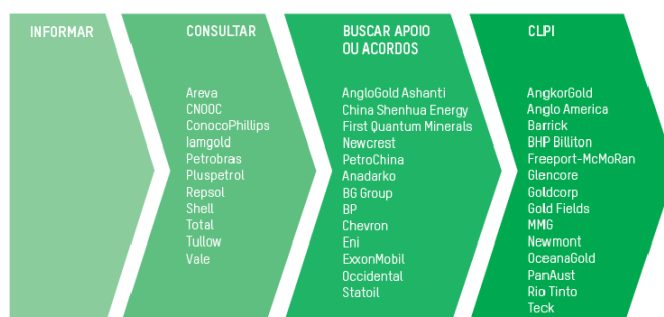 INFORMAR
CONSULTAR
Areva
CNOOC
ConocoPhillips
Iamgold
Petrobras
Pluspetrol
Repsol
Shell
Total
Tullow
Vale
BUSCAR APOIO
OU ACORDOS
AngloGold Ashanti
China Shenhua Energy
First Quantum Minerals
Newcrest
PetroChina
Anadarko
BG Group
BP
Chevron
Eni
ExxonMobil
Occidental
Statoil
CLPI
AngkorGold
Anglo America
Barrick
BHP Billiton
Freeport-McMoRan
Glencore
Goldcorp
Gold Fields
MMG
Newmont
OceanaGold
PanAust
Rio Tinto
Teck